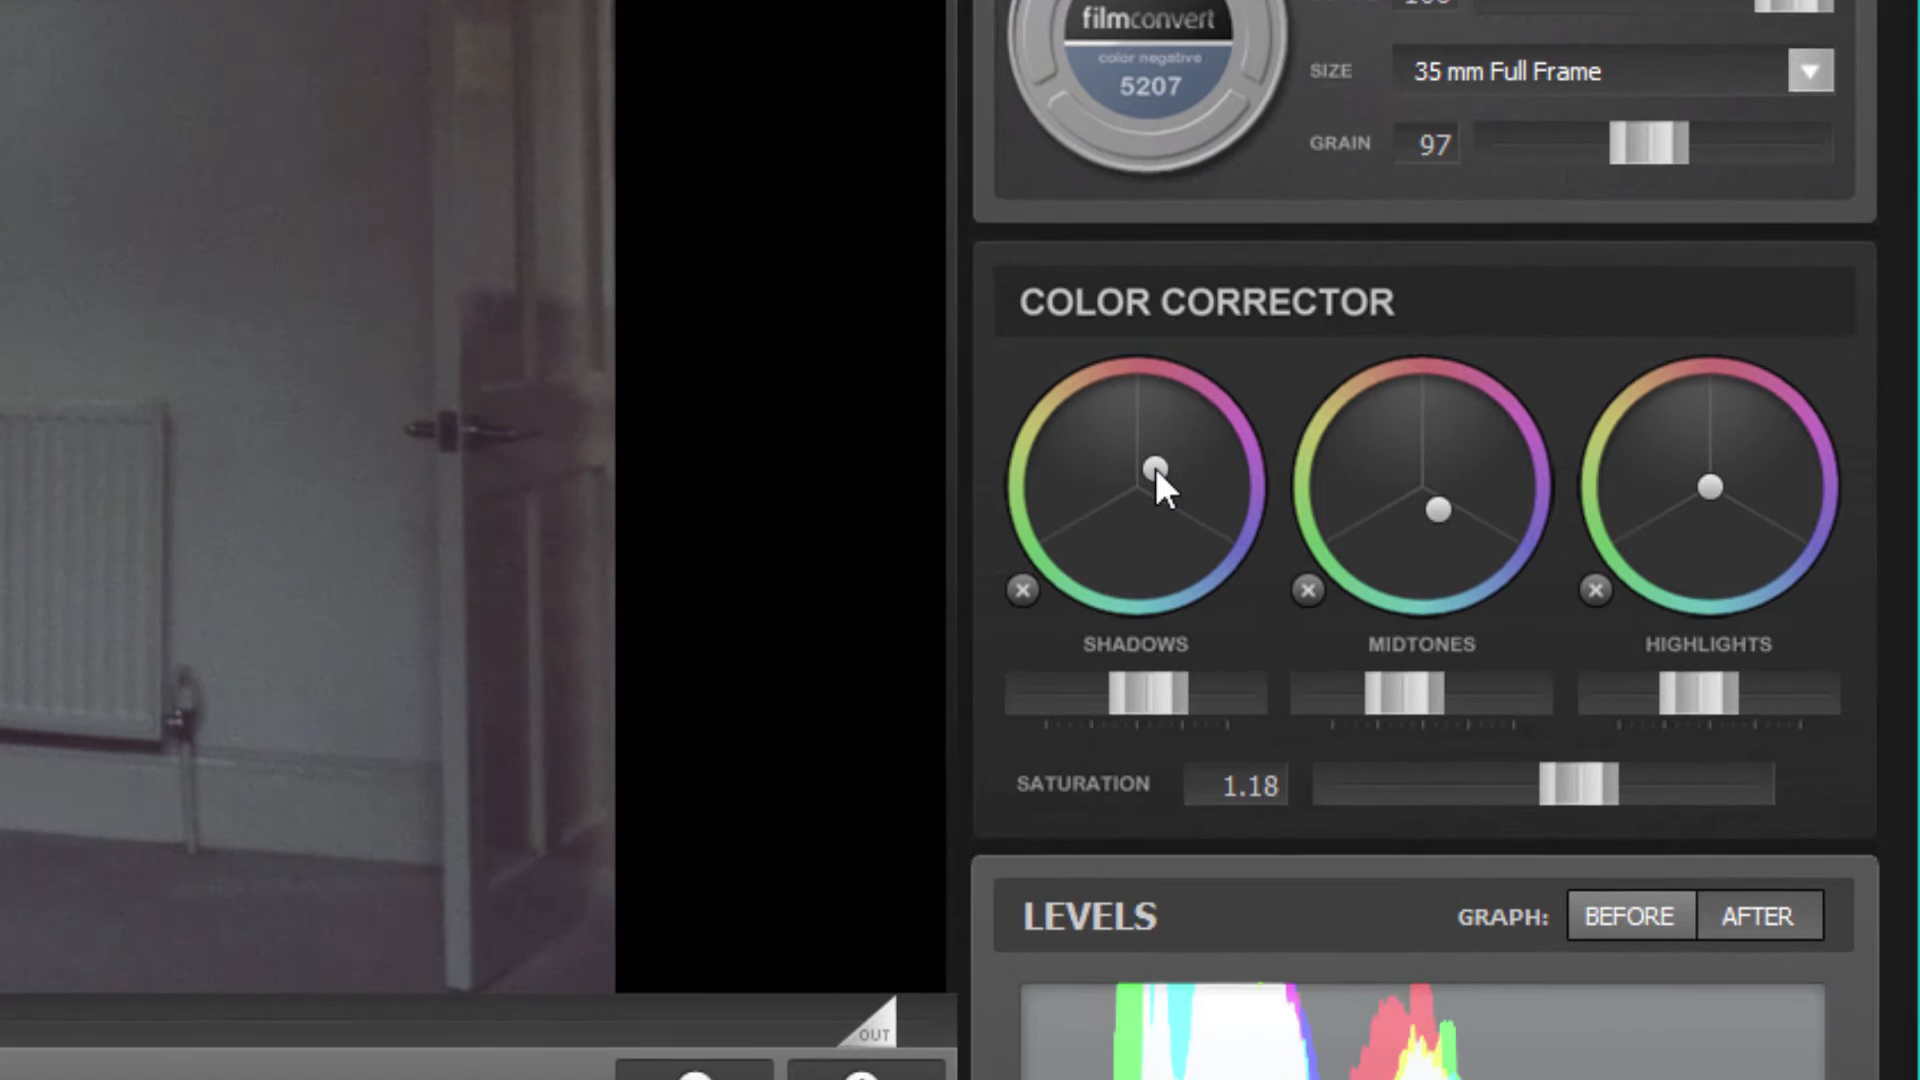 filmconvert
color negative
5207
SIZE 35 mm Full Frame
GRAIN 97
COLOR CORRECTOR
SHADOWS MIDTONES HIGHLIGHTS
SATURATION 1.18
LEVELS GRAPH: BEFORE AFTER
OUT